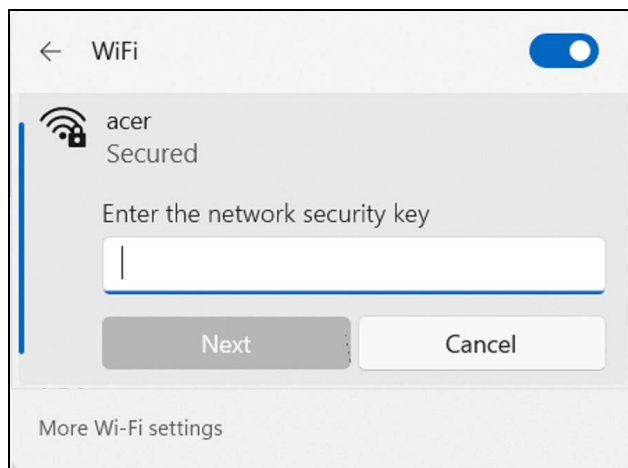 WiFi
acer
Secured
Enter the network security key
Next
Cancel
More Wi-Fi settings